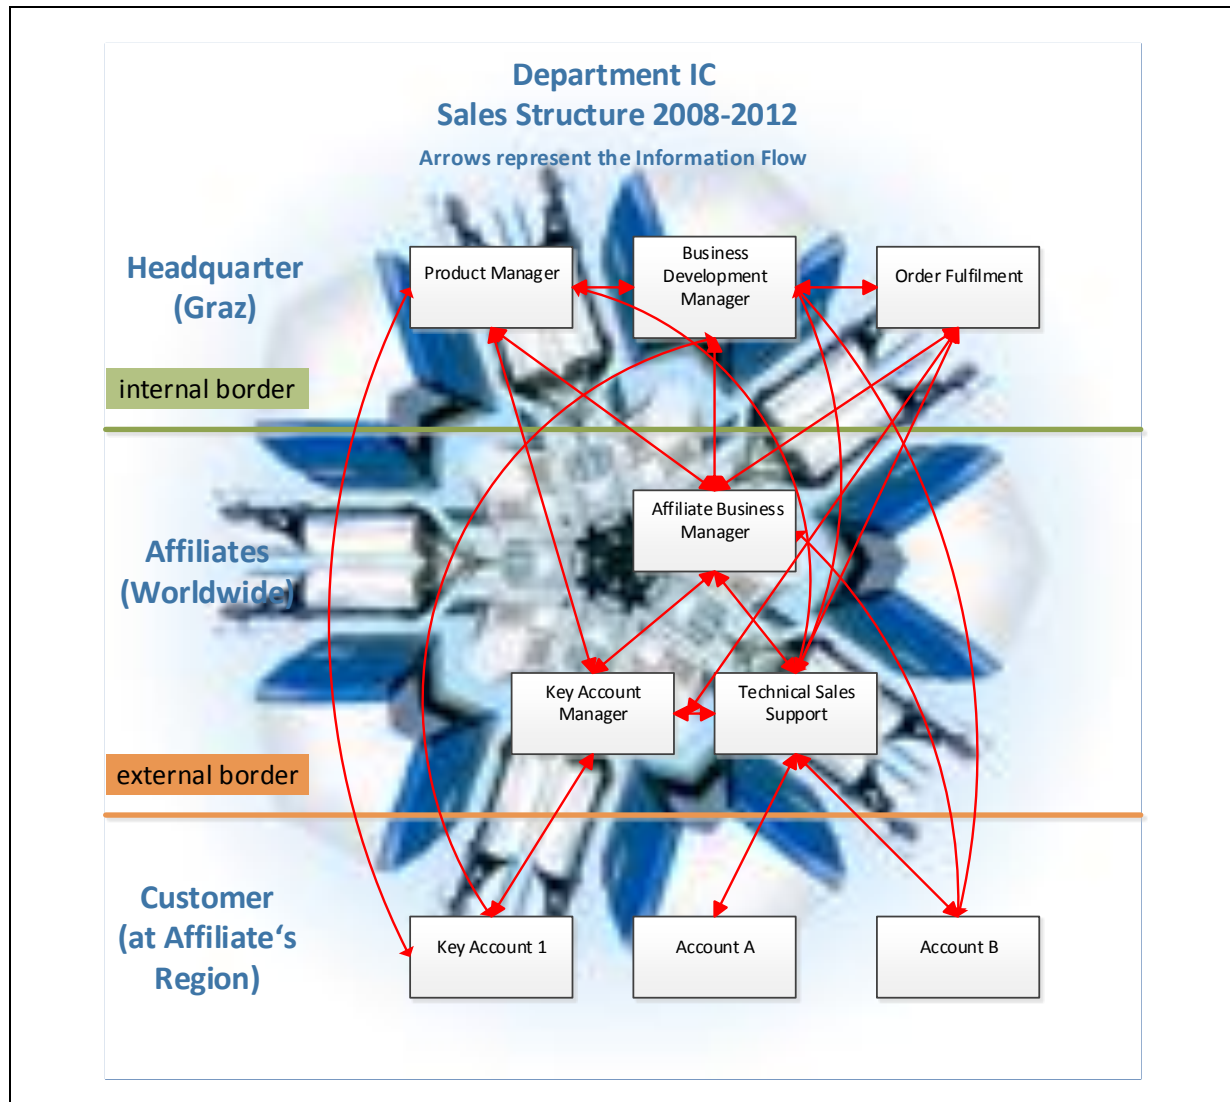 Department IC
Sales Structure 2008-2012
Arrows represent the Information Flow
Headquarter
(Graz)
Product Manager
Business
Development
Manager
Order Fulfilment
internal border
Affiliates
(Worldwide)
Affiliate Business
Manager
Key Account
Manager
Technical Sales
Support
external border
Customer
(at Affiliate‘s
Region)
Key Account 1
Account A
Account B